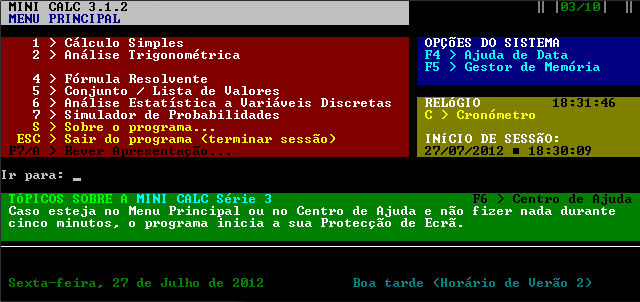 MINI CALC 3.1.2 || |03/10| ||
MENU PRINCIPAL
1 > Cálculo Simples
2 > Análise Trigonométrica
4 > Fórmula Resolvente
5 > Conjunto / Lista de Valores
6 > Análise Estatística a Variáveis Discretas
7 > Simulador de Probabilidades
S > Sobre o programa...
ESC > Sair do programa (terminar sessão)
F7/A > Rever Apresentação...
OPÇÕES DO SISTEMA
F4 > Ajuda de Data
F5 > Gestor de Memória
RELóGIO 18:31:46
C > Cronómetro
INíCIO DE SESSÃO:
27/07/2012 ■ 18:30:09
Ir para: _
TóPICOS SOBRE A MINI CALC Série 3 F6 > Centro de Ajuda
Caso esteja no Menu Principal ou no Centro de Ajuda e não fizer nada durante
cinco minutos, o programa inicia a sua Protecção de Ecrã.
Sexta-feira, 27 de Julho de 2012 Boa tarde (Horário de Verão 2)